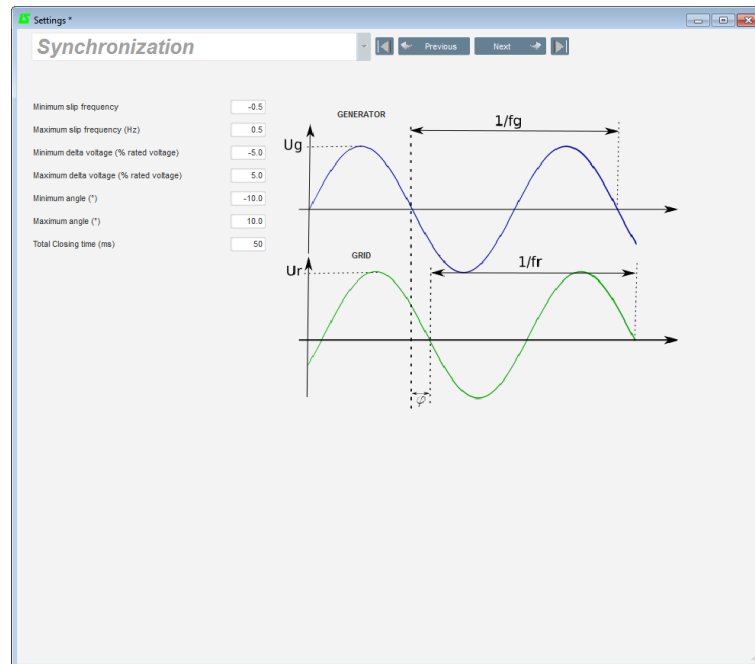 Settings *
Synchronization
Previous
Next
Minimum slip frequency -0.5
Maximum slip frequency (Hz) 0.5
Minimum delta voltage (% rated voltage) -5.0
Maximum delta voltage (% rated voltage) 5.0
Minimum angle (°) -10.0
Maximum angle (°) 10.0
Total Closing time (ms) 50
GENERATOR
1/fg
Ug
GRID
1/fr
Ur
φ